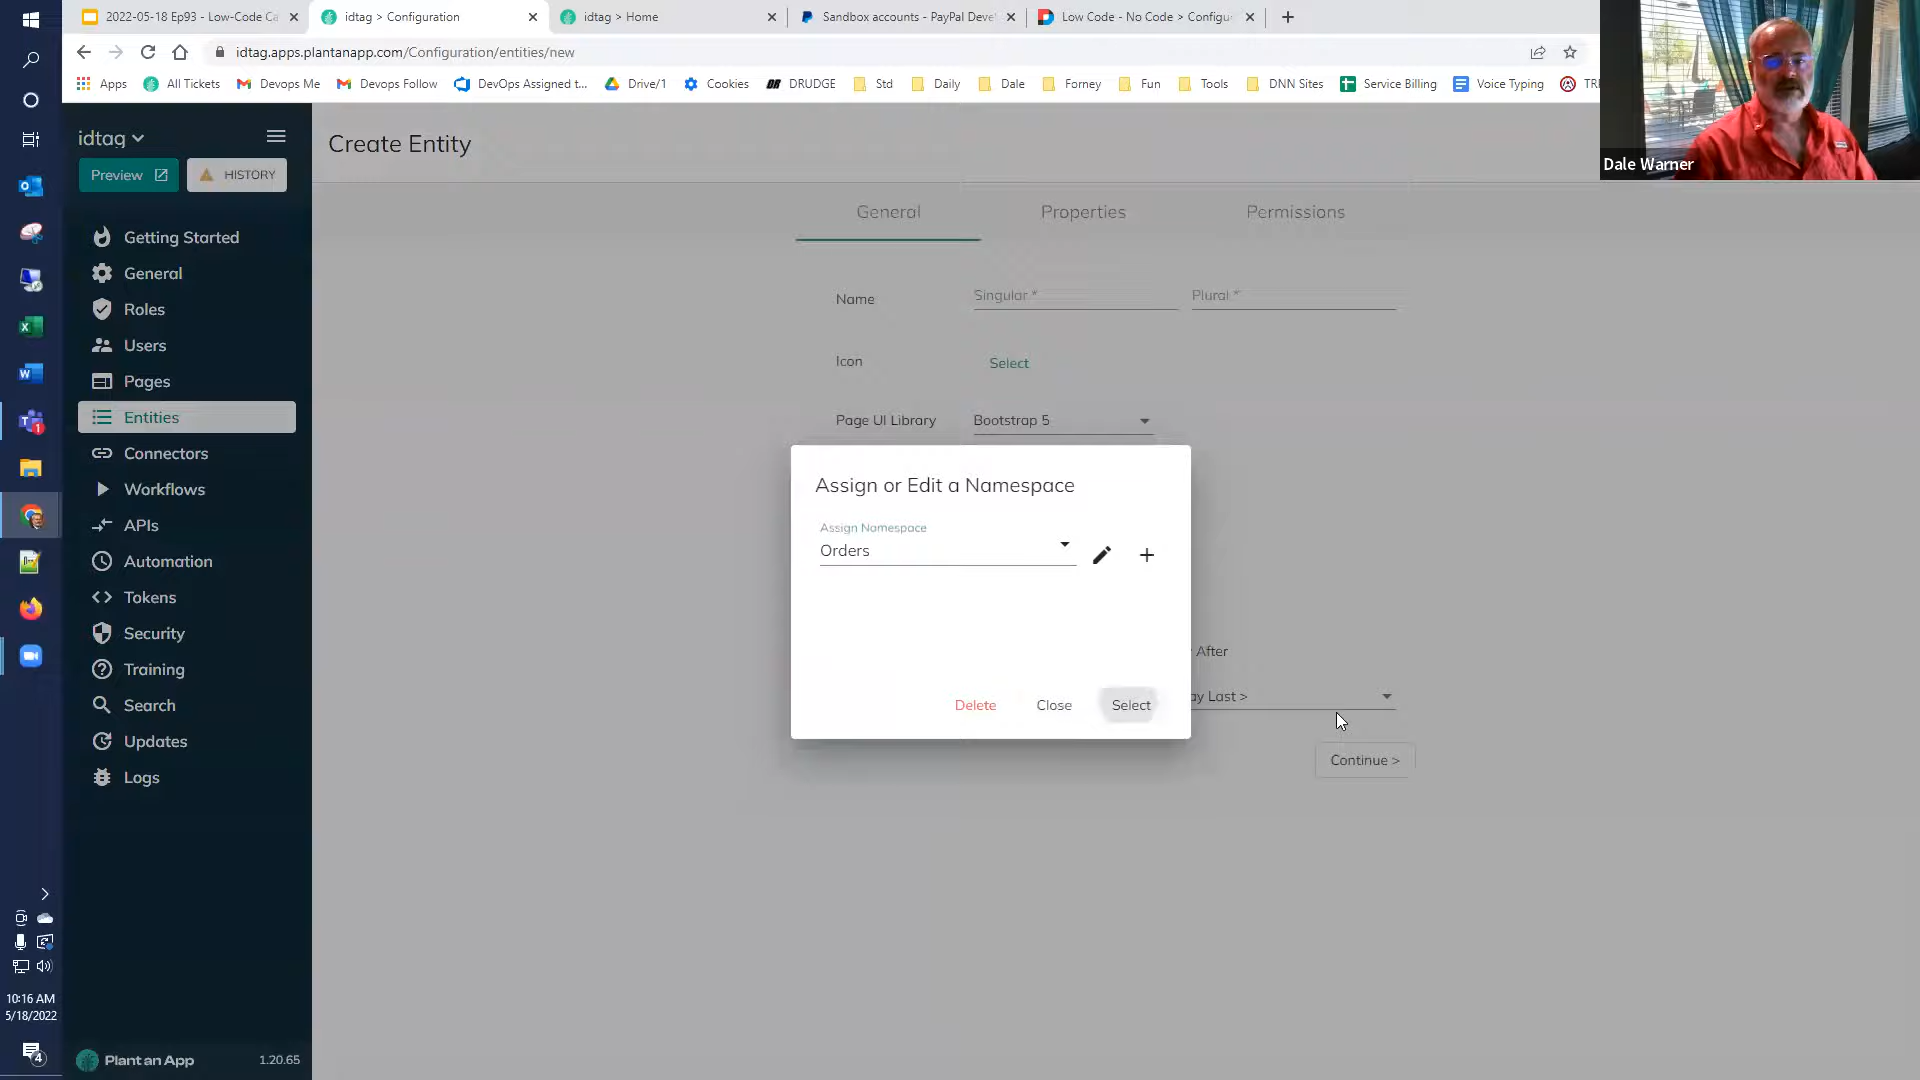 2022-05-18 Ep93 - Low-Code Ca
idtag > Configuration
idtag > Home
Sandbox accounts - PayPal Deve
Low Code - No Code > Configu
idtag.apps.plantanapp.com/Configuration/entities/new
Apps
All Tickets
Devops Me
Devops Follow
DevOps Assigned t...
Drive/1
Cookies
DRUDGE
Std
Daily
Dale
Forney
Fun
Tools
DNN Sites
Service Billing
Voice Typing
Dale Warner
idtag
Preview
HISTORY
Getting Started
General
Roles
Users
Pages
Entities
Connectors
Workflows
APIs
Automation
Tokens
Security
Training
Search
Updates
Logs
Plant an App
1.20.65
Create Entity
General
Properties
Permissions
Name
Singular *
Plural *
Icon
Select
Page UI Library
Bootstrap 5
Assign or Edit a Namespace
Assign Namespace
Orders
Delete
Close
Select
After
ay Last >
Continue >
10:16 AM
5/18/2022
4
1